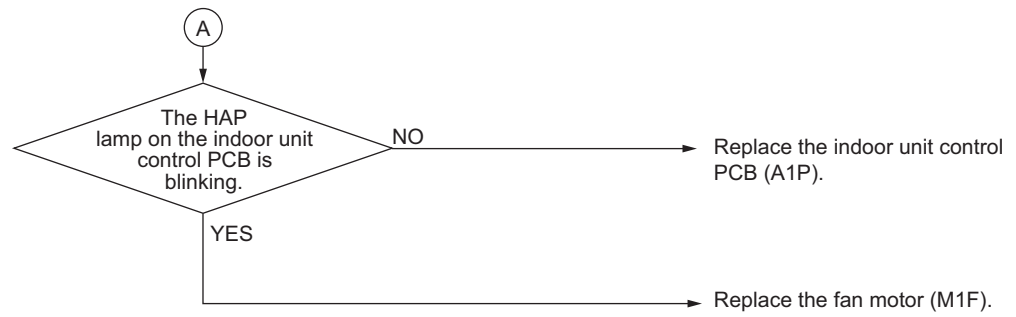 A
The HAP
lamp on the indoor unit
control PCB is
blinking.
NO
Replace the indoor unit control
PCB (A1P).
YES
Replace the fan motor (M1F).